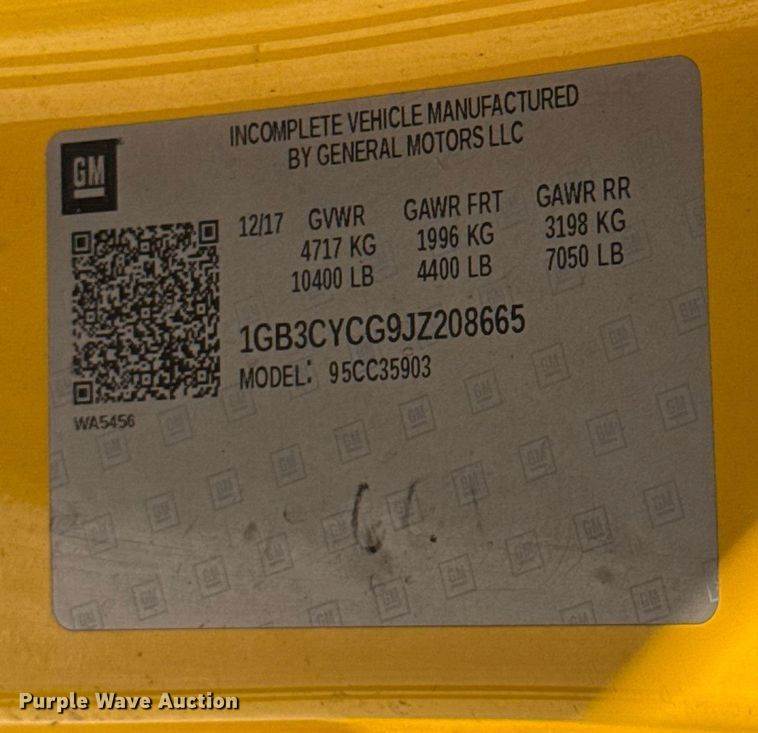 INCOMPLETE VEHICLE MANUFACTURED
BY GENERAL MOTORS LLC
GM
12/17 GVWR GAWR FRT GAWR RR
4717 KG 1996 KG 3198 KG
10400 LB 4400 LB 7050 LB
1GB3CYCG9JZ208665
MODEL: 95CC35903
WA5456
Purple Wave Auction